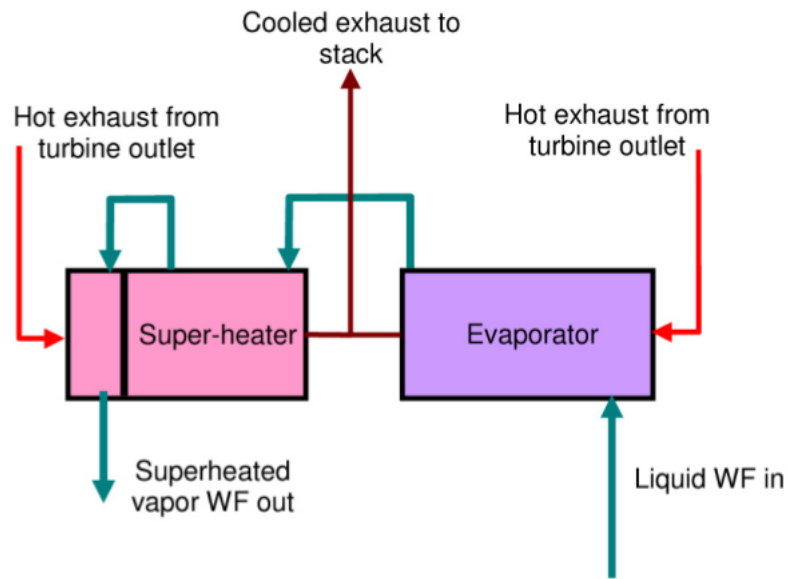 Cooled exhaust to
stack
Hot exhaust from
turbine outlet
Hot exhaust from
turbine outlet
Super-heater
Evaporator
Superheated
vapor WF out
Liquid WF in